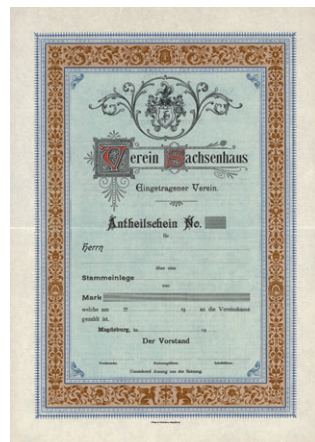 Verein Sachsenhaus
Eingetragener Verein.
Antheilschein No.
für
Herrn
über eine
Stammeinlage
von
Mark
welche am 19 an die Vereinskasse
gezahlt ist.
Magdeburg, 19
Der Vorstand